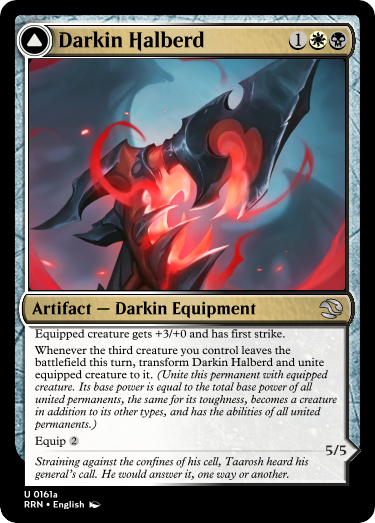 Darkin Halberd 1
Artifact — Darkin Equipment
Equipped creature gets +3/+0 and has first strike.
Whenever the third creature you control leaves the
battlefield this turn, transform Darkin Halberd and unite
equipped creature to it. (Unite this permanent with equipped
creature. Its base power is equal to the total base power of all
united permanents, the same for its toughness, becomes a creature
in addition to its other types, and has the abilities of all united
permanents.)
Equip 2
5/5
Straining against the confines of his cell, Taarosh heard his
general's call. He would answer it, one way or another.
U 0161a
RRN • English